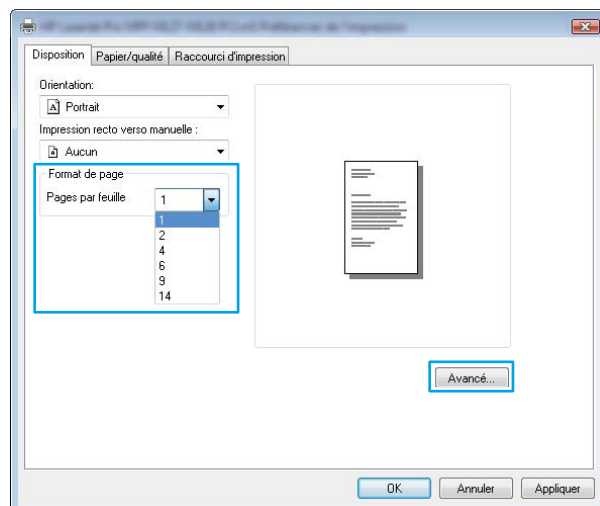 Disposition
Papier/qualité
Raccourci d'impression
Orientation:
Portrait
Impression recto verso manuelle :
Aucun
Format de page
Pages par feuille
1
1
2
4
6
9
14
Avancé...
OK
Annuler
Appliquer